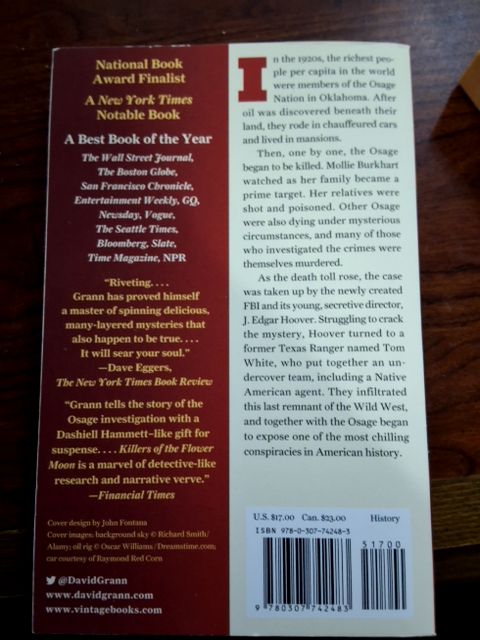 National Book
Award Finalist
A New York Times
Notable Book
A Best Book of the Year
The Wall Street Journal,
The Boston Globe,
San Francisco Chronicle,
Entertainment Weekly, GQ,
Newsday, Vogue,
The Seattle Times,
Bloomberg, Slate,
Time Magazine, NPR
“Riveting. . . .
Grann has proved himself
a master of spinning delicious,
many-layered mysteries that
also happen to be true. . . .
It will sear your soul.”
—Dave Eggers,
The New York Times Book Review
“Grann tells the story of the
Osage investigation with a
Dashiell Hammett–like gift for
suspense. . . . Killers of the Flower
Moon is a marvel of detective-like
research and narrative verve.”
—Financial Times
Cover design by John Fontana
Cover images: background sky © Richard Smith/
Alamy; oil rig © Oscar Williams/Dreamstime.com;
car courtesy of Raymond Red Corn
@DavidGrann
www.davidgrann.com
www.vintagebooks.com
In the 1920s, the richest peo-
ple per capita in the world
were members of the Osage
Nation in Oklahoma. After
oil was discovered beneath their
land, they rode in chauffeured cars
and lived in mansions.
Then, one by one, the Osage
began to be killed. Mollie Burkhart
watched as her family became a
prime target. Her relatives were
shot and poisoned. Other Osage
were also dying under mysterious
circumstances, and many of those
who investigated the crimes were
themselves murdered.
As the death toll rose, the case
was taken up by the newly created
FBI and its young, secretive director,
J. Edgar Hoover. Struggling to crack
the mystery, Hoover turned to a
former Texas Ranger named Tom
White, who put together an un-
dercover team, including a Native
American agent. They infiltrated
this last remnant of the Wild West,
and together with the Osage began
to expose one of the most chilling
conspiracies in American history.
U.S. $17.00 Can. $23.00 History
ISBN 978-0-307-74248-3
51700
9 780307 742483